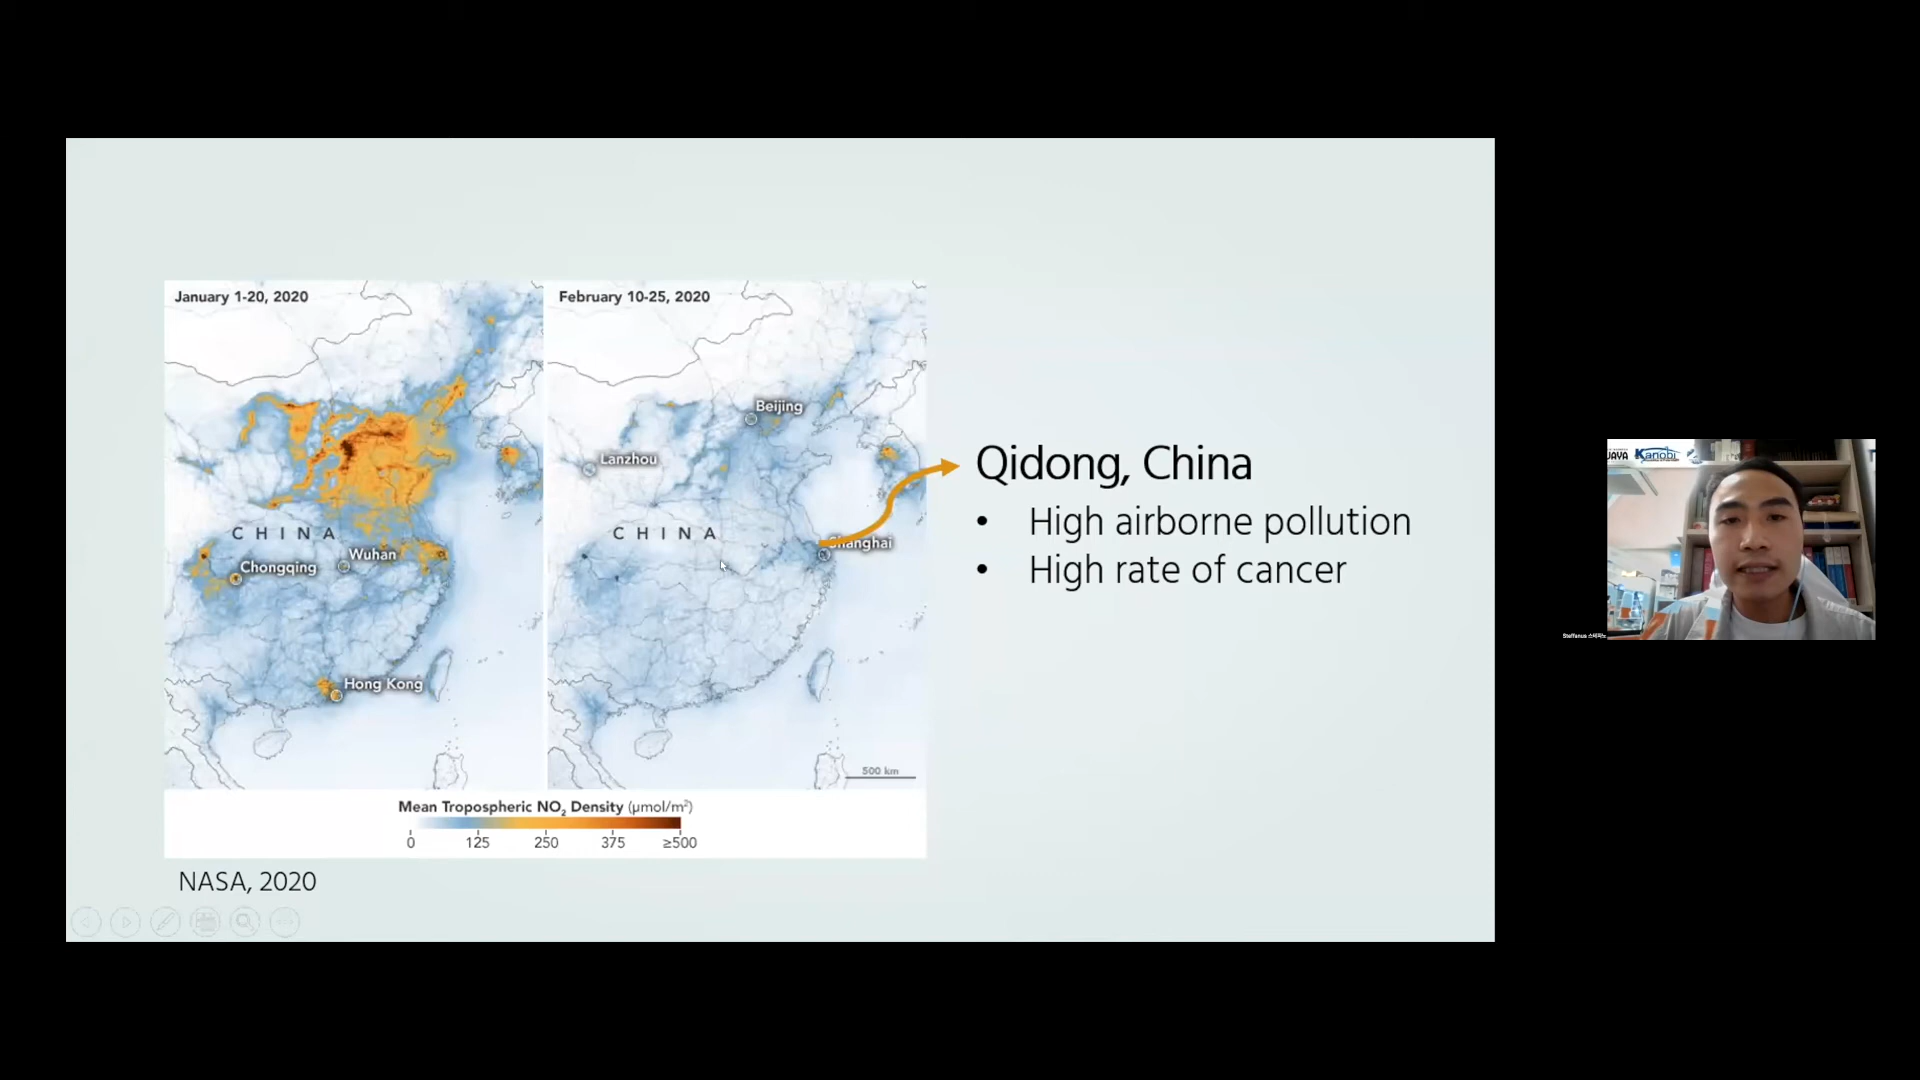 January 1-20, 2020
February 10-25, 2020
Beijing
Lanzhou
CHINA
CHINA
Shanghai
Wuhan
Chongqing
Hong Kong
500 km
Mean Tropospheric NO₂ Density (µmol/m²)
0 125 250 375 ≥500
NASA, 2020
Qidong, China
• High airborne pollution
• High rate of cancer
JAYA Kanobi
Steffanus